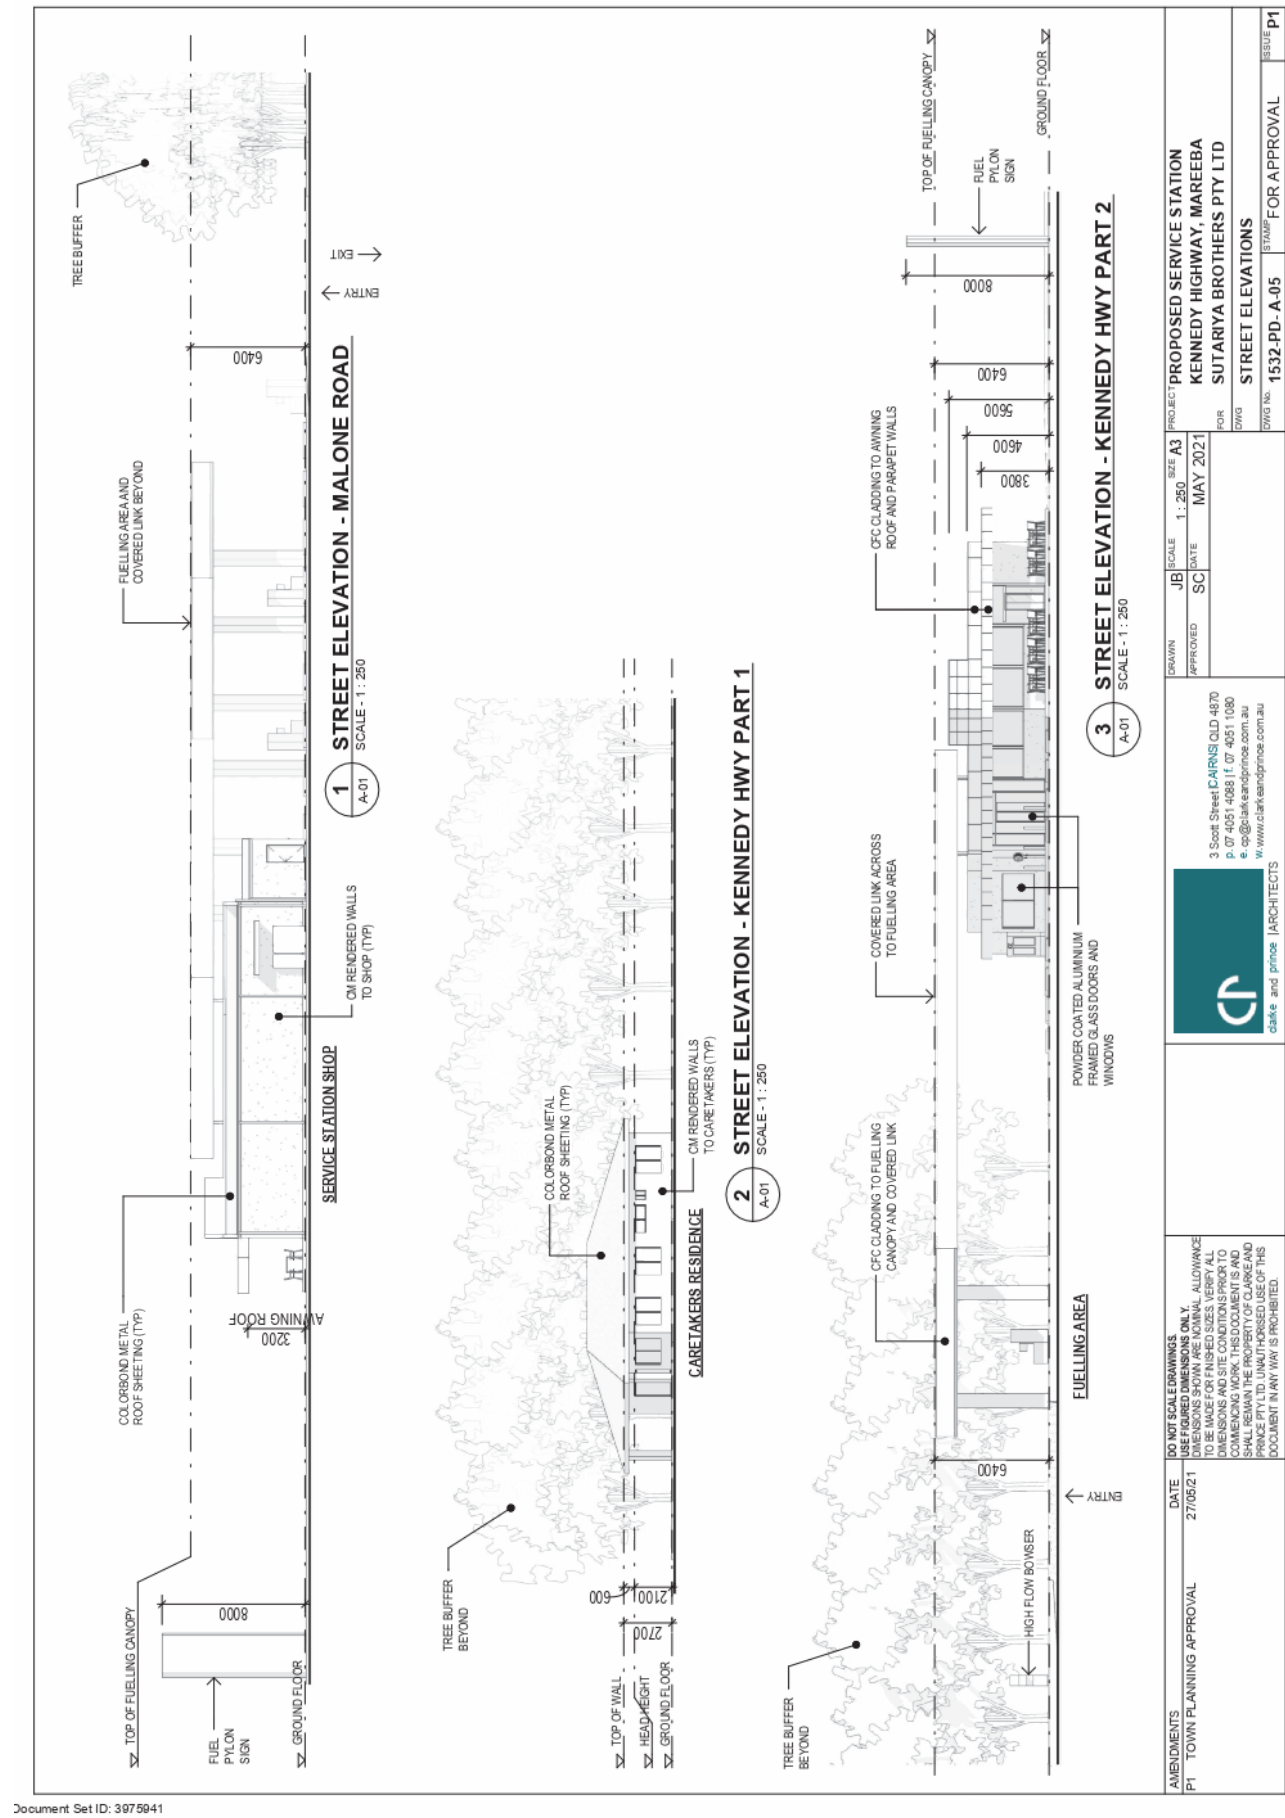 TREE BUFFER
FUELLING AREA AND
COVERED LINK BEYOND
COLORBOND METAL
ROOF SHEETING (TYP)
TOP OF FUELLING CANOPY
FUEL
PYLON
SIGN
GROUND FLOOR
8000
AWNING ROOF
3200
6400
CM RENDERED WALLS
TO SHOP (TYP)
SERVICE STATION SHOP
ENTRY
EXIT
1
A-01
STREET ELEVATION - MALONE ROAD
SCALE - 1 : 250
TREE BUFFER
BEYOND
COLORBOND METAL
ROOF SHEETING (TYP)
TOP OF WALL
HEAD HEIGHT
GROUND FLOOR
600
2100
2700
CM RENDERED WALLS
TO CARETAKERS (TYP)
CARETAKERS RESIDENCE
2
A-01
STREET ELEVATION - KENNEDY HWY PART 1
SCALE - 1 : 250
TREE BUFFER
BEYOND
CFC CLADDING TO FUELLING
CANOPY AND COVERED LINK
COVERED LINK ACROSS
TO FUELLING AREA
CFC CLADDING TO AWNING
ROOF AND PARAPET WALLS
TOP OF FUELLING CANOPY
FUEL
PYLON
SIGN
GROUND FLOOR
8000
6400
5600
4600
3800
6400
HIGH FLOW BOWSER
ENTRY
FUELLING AREA
POWDER COATED ALUMINIUM
FRAMED GLASS DOORS AND
WINODWS
3
A-01
STREET ELEVATION - KENNEDY HWY PART 2
SCALE - 1 : 250
AMENDMENTS
DATE
P1 TOWN PLANNING APPROVAL 27/05/21
DO NOT SCALE DRAWINGS.
USE FIGURED DIMENSIONS ONLY.
DIMENSIONS SHOWN ARE NOMINAL. ALLOWANCE
TO BE MADE FOR FINISHED SIZES. VERIFY ALL
DIMENSIONS AND SITE CONDITIONS PRIOR TO
COMMENCING WORK. THIS DOCUMENT IS AND
SHALL REMAIN THE PROPERTY OF CLARKE AND
PRINCE PTY LTD. UNAUTHORISED USE OF THIS
DOCUMENT IN ANY WAY IS PROHIBITED.
clarke and prince | ARCHITECTS
3 Scott Street |CAIRNS| QLD 4870
p. 07 4051 4088 | f. 07 4051 1080
e. cp@clarkeandprince.com.au
w. www.clarkeandprince.com.au
DRAWN JB
SCALE 1 : 250
SIZE A3
APPROVED SC
DATE MAY 2021
PROJECT PROPOSED SERVICE STATION
KENNEDY HIGHWAY, MAREEBA
FOR SUTARIYA BROTHERS PTY LTD
DWG STREET ELEVATIONS
DWG No. 1532-PD- A-05
STAMP FOR APPROVAL
ISSUE P1
Document Set ID: 3975941